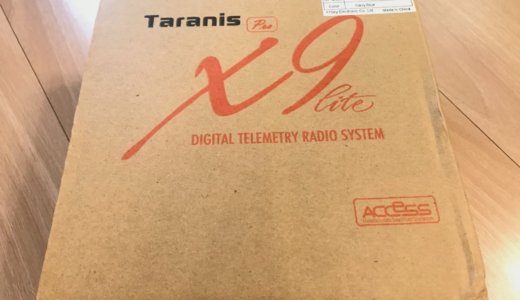 Taranis Pro
X9 lite
DIGITAL TELEMETRY RADIO SYSTEM
ACCESS